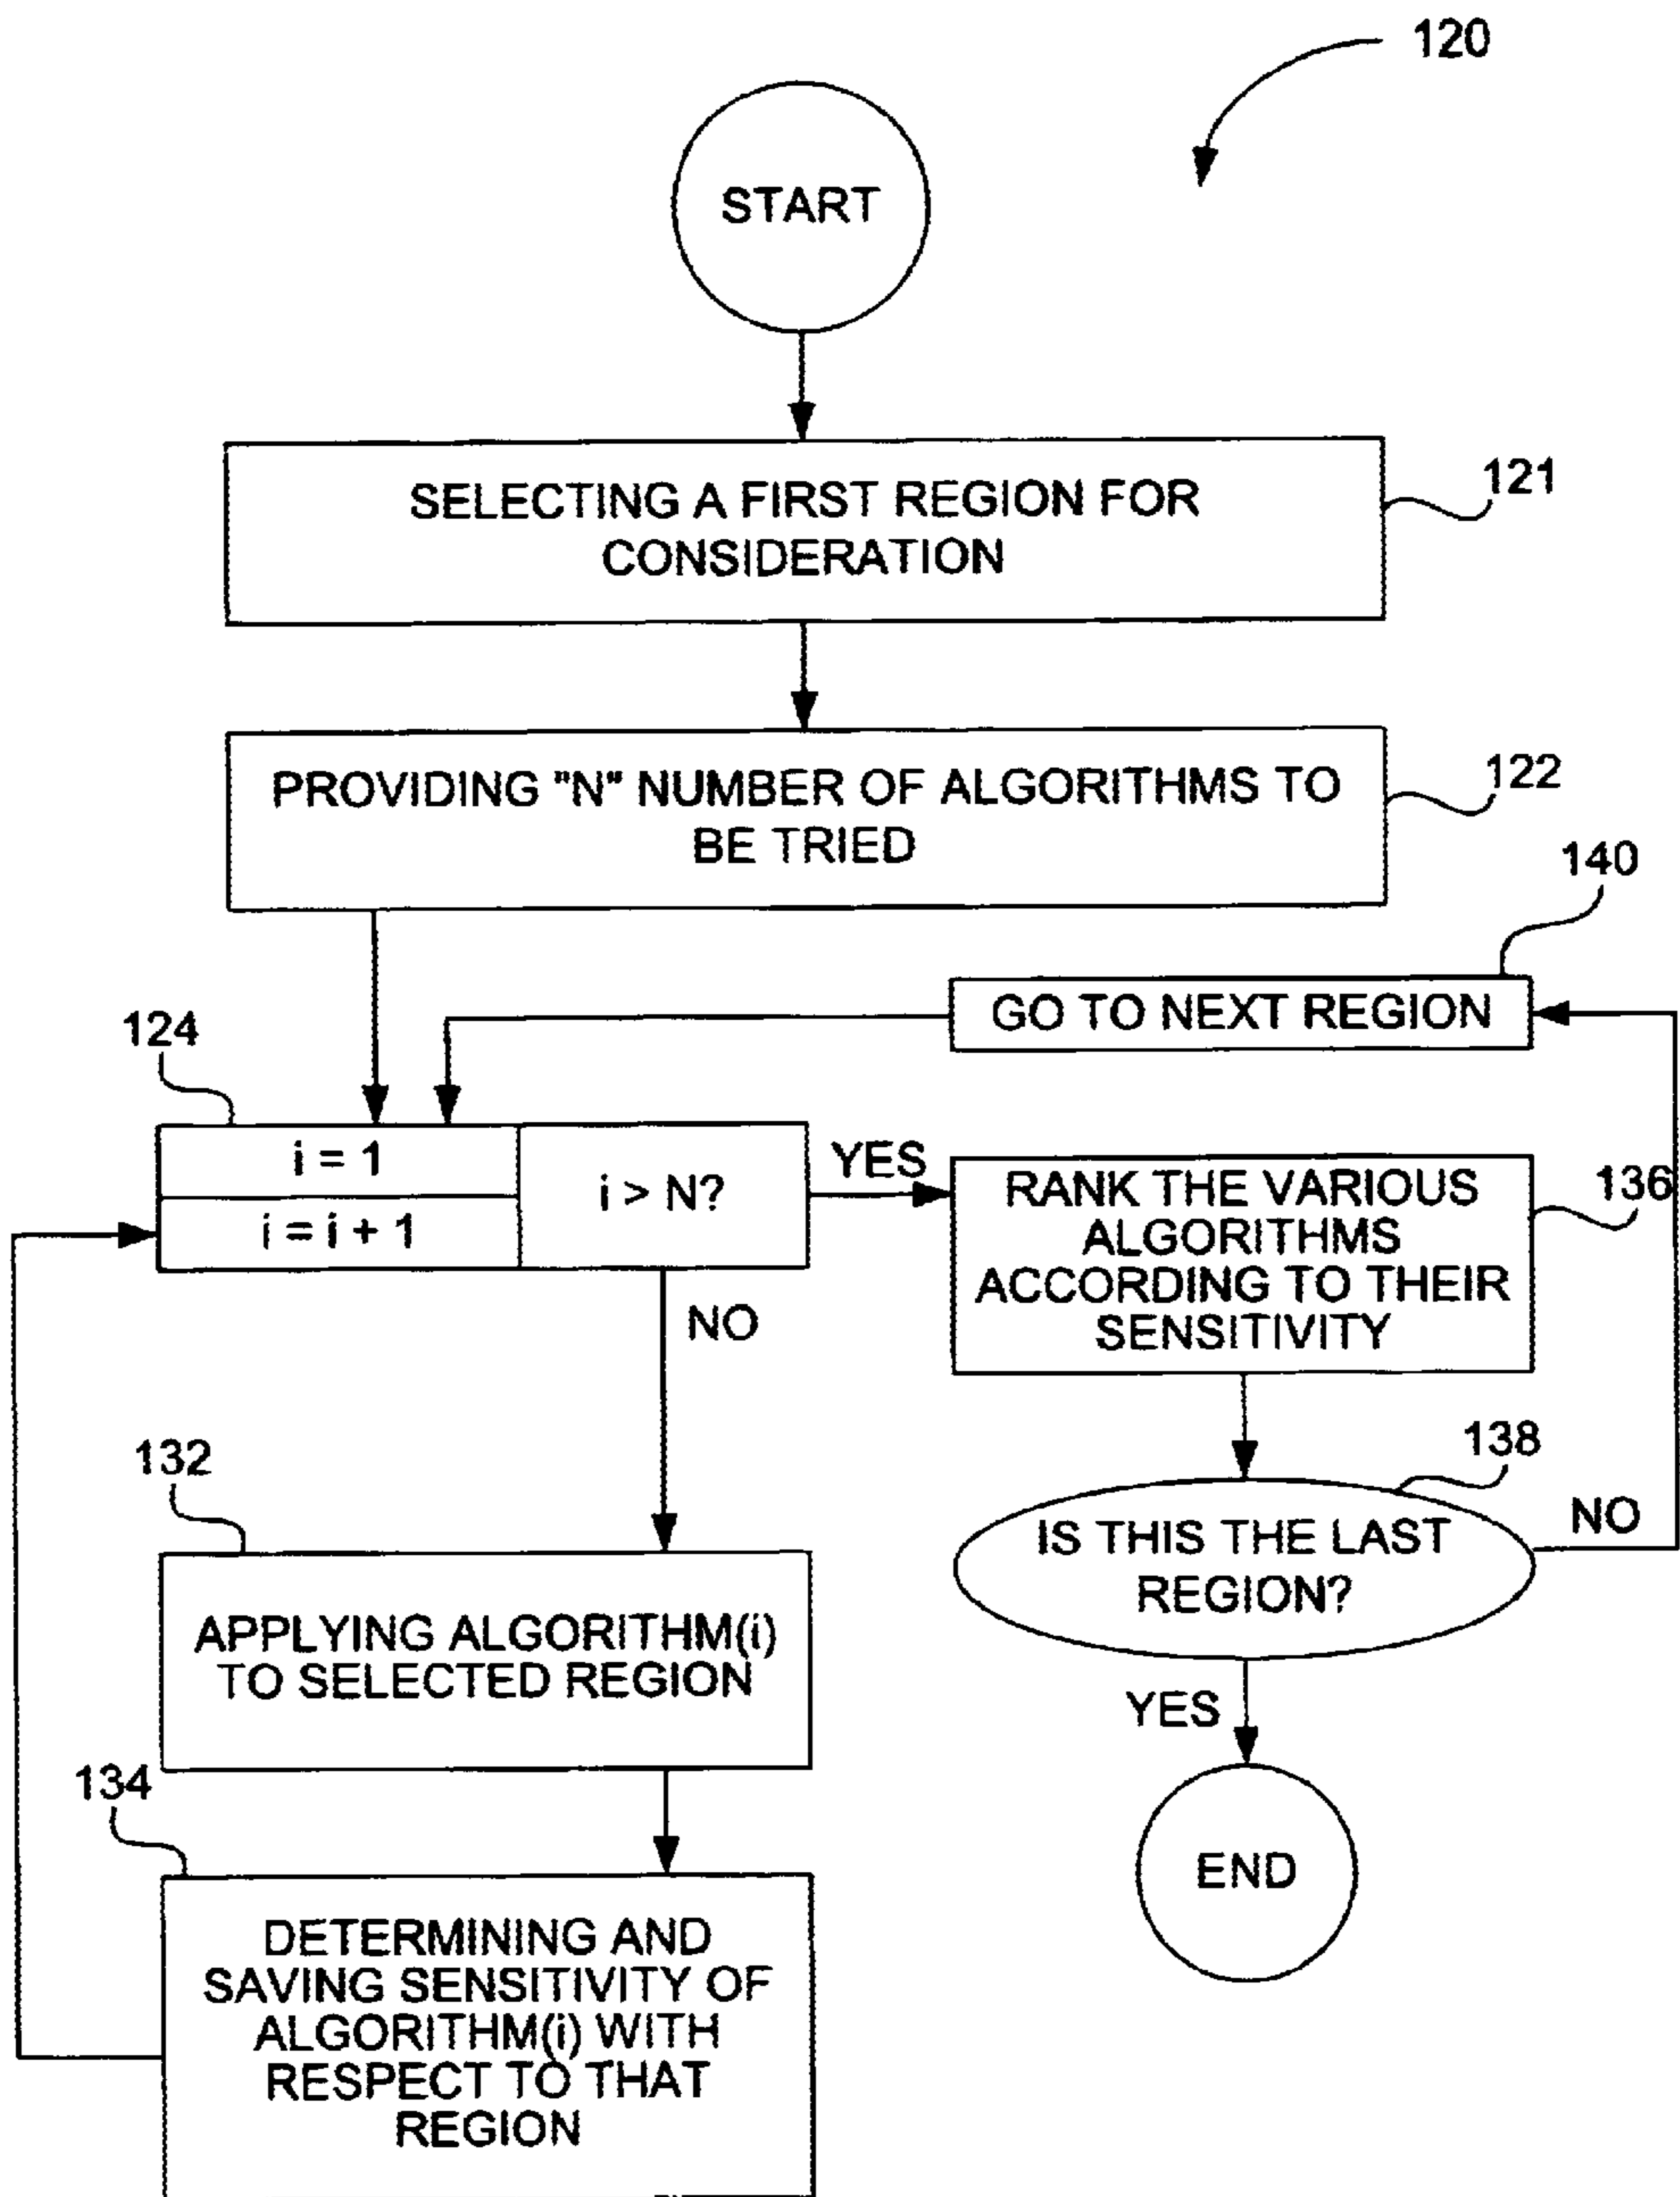 120
START
SELECTING A FIRST REGION FOR
CONSIDERATION
121
PROVIDING "N" NUMBER OF ALGORITHMS TO
BE TRIED
122
140
GO TO NEXT REGION
124
i = 1
i = i + 1
i > N?
YES
NO
RANK THE VARIOUS
ALGORITHMS
ACCORDING TO THEIR
SENSITIVITY
136
132
APPLYING ALGORITHM(i)
TO SELECTED REGION
138
IS THIS THE LAST
REGION?
NO
YES
134
DETERMINING AND
SAVING SENSITIVITY OF
ALGORITHM(i) WITH
RESPECT TO THAT
REGION
END